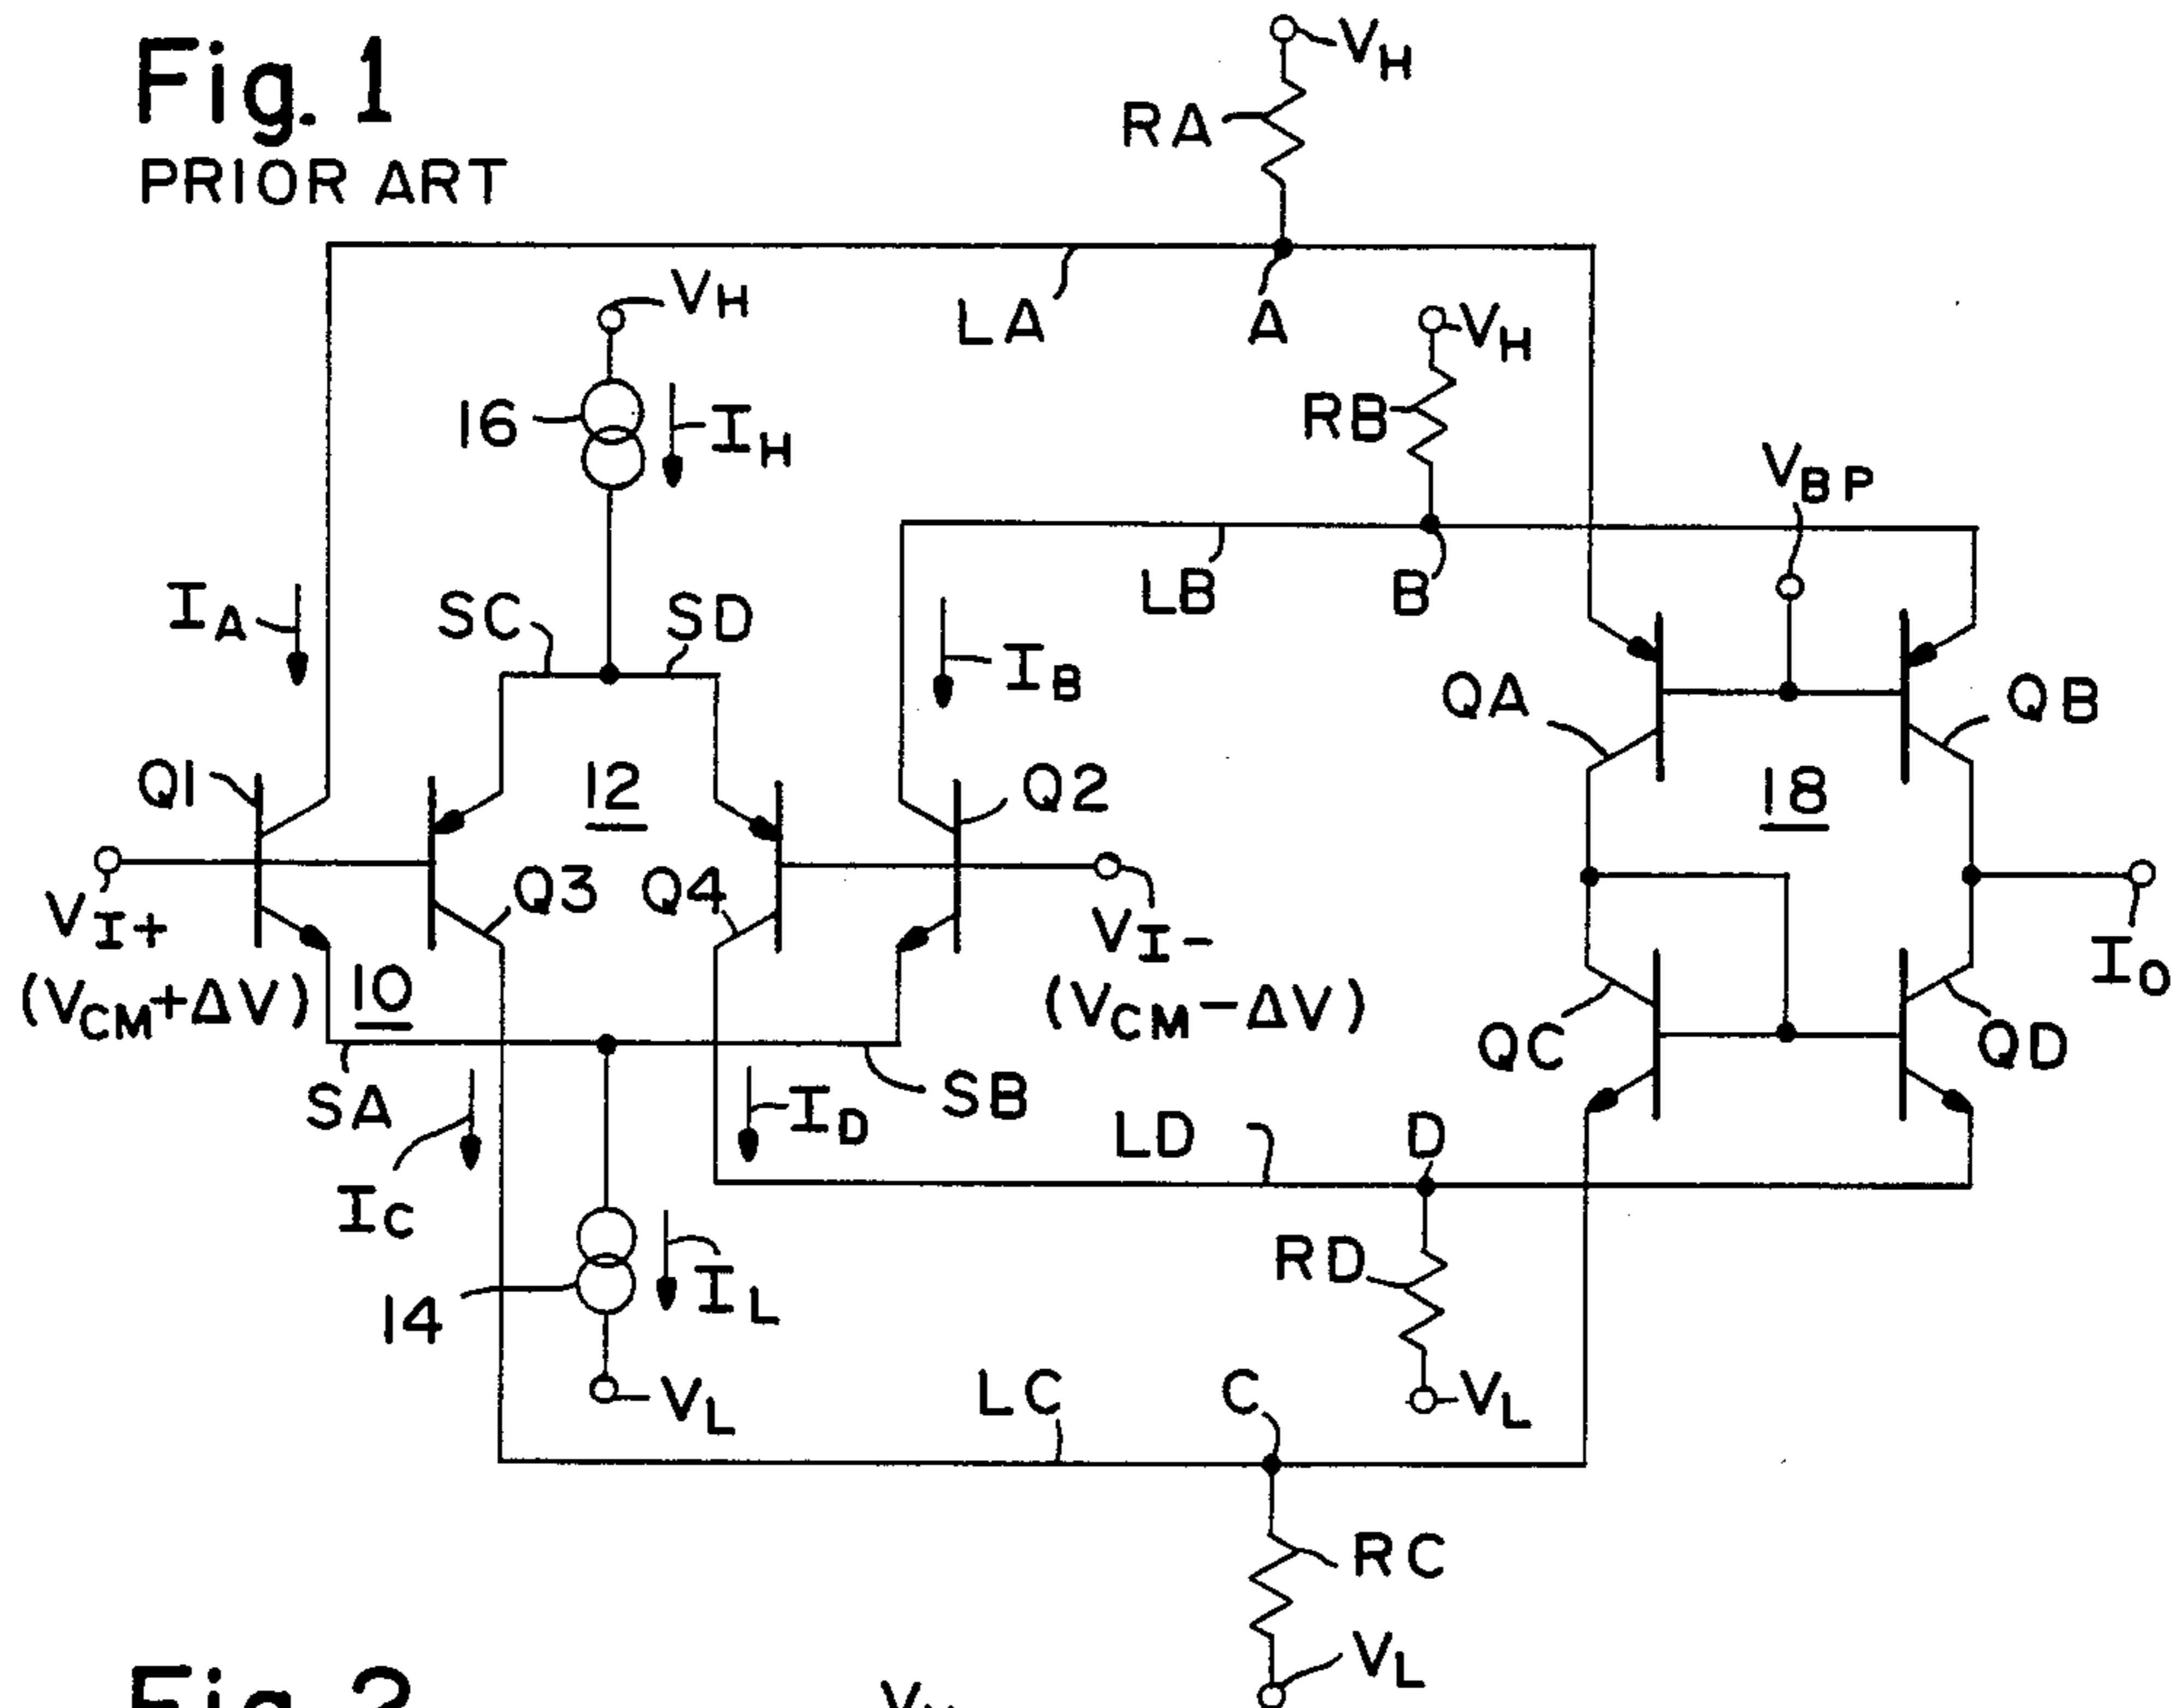 Fig. 1
PRIOR ART
VH
RA
LA
A
VH
VH
16
IH
RB
VBP
LB
B
IA
SC
SD
IB
QA
QB
Q1
12
Q2
18
Q3
Q4
VI+
(VCM+ΔV)
10
VI-
(VCM-ΔV)
IO
QC
QD
SA
SB
ID
LD
D
IC
RD
14
IL
VL
LC
C
VL
RC
VL
Fig. 2